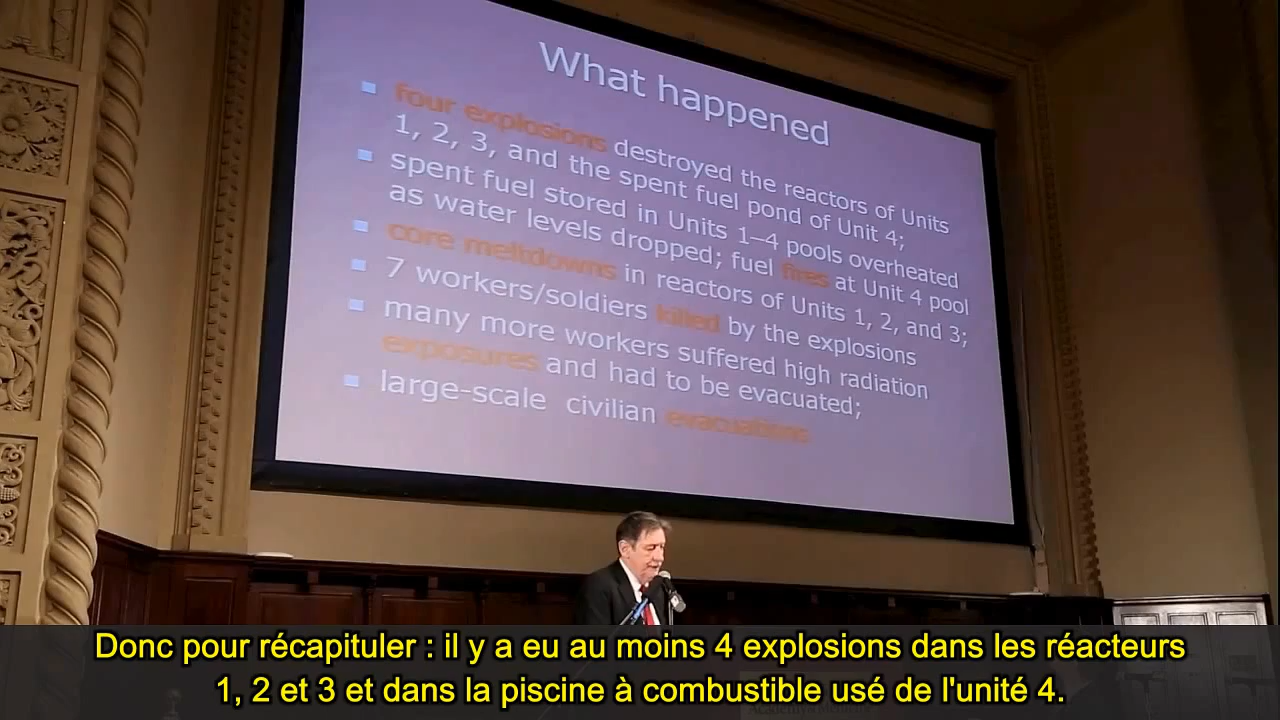 What happened
four explosions destroyed the reactors of Units
1, 2, 3, and the spent fuel pond of Unit 4;
spent fuel stored in Units 1–4 pools overheated
as water levels dropped; fuel fires at Unit 4 pool
core meltdowns in reactors of Units 1, 2, and 3;
7 workers/soldiers killed by the explosions
many more workers suffered high radiation
exposures and had to be evacuated;
large-scale civilian evacuations
Donc pour récapituler : il y a eu au moins 4 explosions dans les réacteurs
1, 2 et 3 et dans la piscine à combustible usé de l'unité 4.